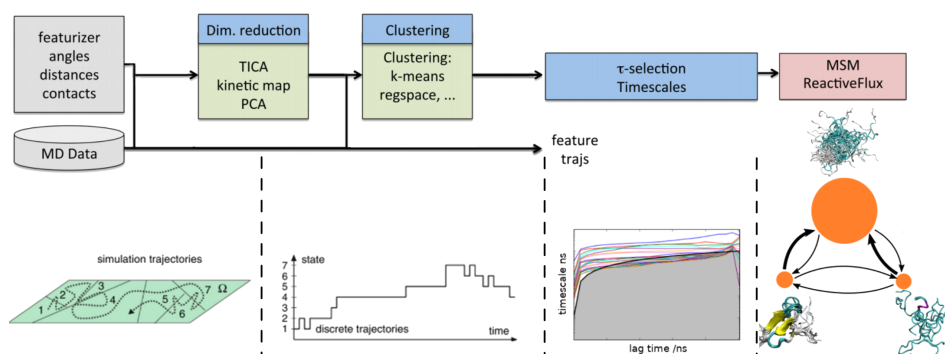 featurizer
angles
distances
contacts
MD Data
Dim. reduction
TICA
kinetic map
PCA
Clustering
Clustering:
k-means
regspace, ...
τ-selection
Timescales
MSM
ReactiveFlux
feature
trajs
simulation trajectories
1
2
3
4
5
6
7
Ω
state
7
6
5
4
3
2
1
discrete trajectories
time
timescale ns
lag time /ns